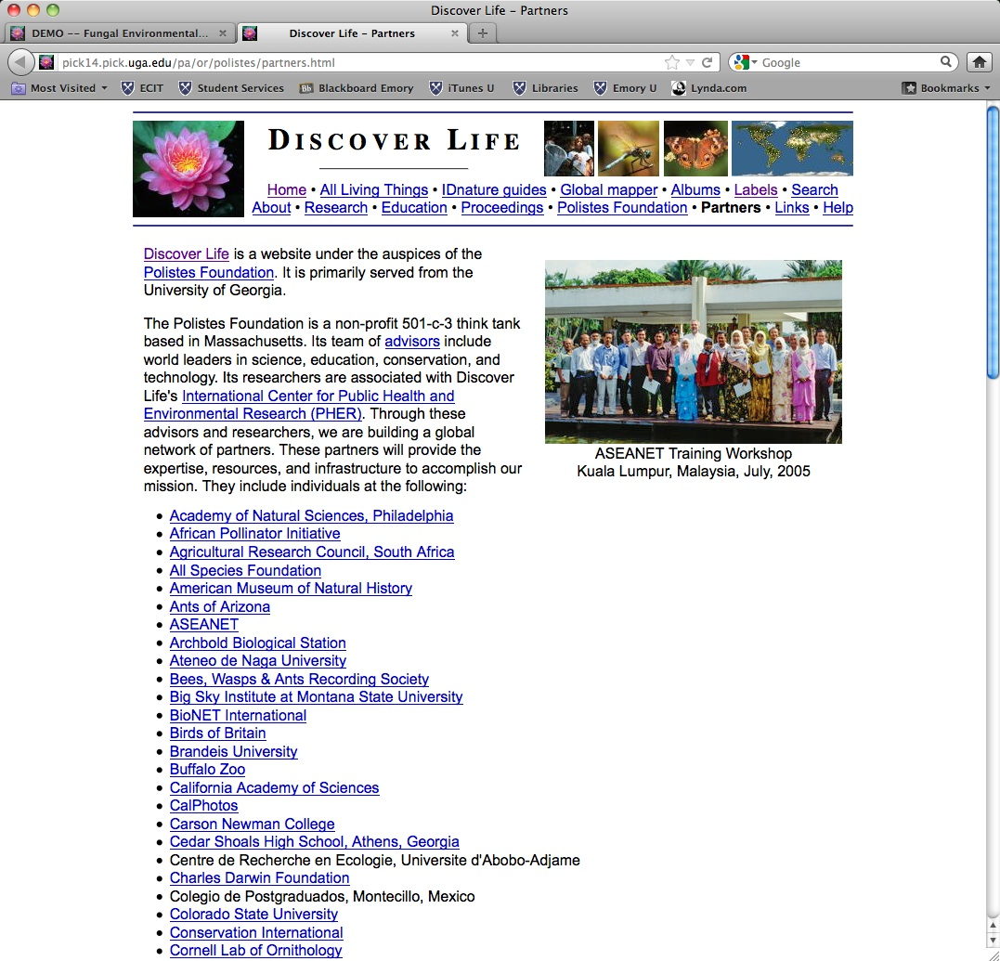 Discover Life – Partners
DEMO -- Fungal Environmental...
Discover Life – Partners
pick14.pick.uga.edu/pa/or/polistes/partners.html
Google
Most Visited
ECIT
Student Services
Bb Blackboard Emory
iTunes U
Libraries
Emory U
Lynda.com
Bookmarks
DISCOVER LIFE
Home • All Living Things • IDnature guides • Global mapper • Albums • Labels • Search
About • Research • Education • Proceedings • Polistes Foundation • Partners • Links • Help
Discover Life is a website under the auspices of the
Polistes Foundation. It is primarily served from the
University of Georgia.
The Polistes Foundation is a non-profit 501-c-3 think tank
based in Massachusetts. Its team of advisors include
world leaders in science, education, conservation, and
technology. Its researchers are associated with Discover
Life's International Center for Public Health and
Environmental Research (PHER). Through these
advisors and researchers, we are building a global
network of partners. These partners will provide the
expertise, resources, and infrastructure to accomplish our
mission. They include individuals at the following:
ASEANET Training Workshop
Kuala Lumpur, Malaysia, July, 2005
• Academy of Natural Sciences, Philadelphia
• African Pollinator Initiative
• Agricultural Research Council, South Africa
• All Species Foundation
• American Museum of Natural History
• Ants of Arizona
• ASEANET
• Archbold Biological Station
• Ateneo de Naga University
• Bees, Wasps & Ants Recording Society
• Big Sky Institute at Montana State University
• BioNET International
• Birds of Britain
• Brandeis University
• Buffalo Zoo
• California Academy of Sciences
• CalPhotos
• Carson Newman College
• Cedar Shoals High School, Athens, Georgia
• Centre de Recherche en Ecologie, Universite d'Abobo-Adjame
• Charles Darwin Foundation
• Colegio de Postgraduados, Montecillo, Mexico
• Colorado State University
• Conservation International
• Cornell Lab of Ornithology